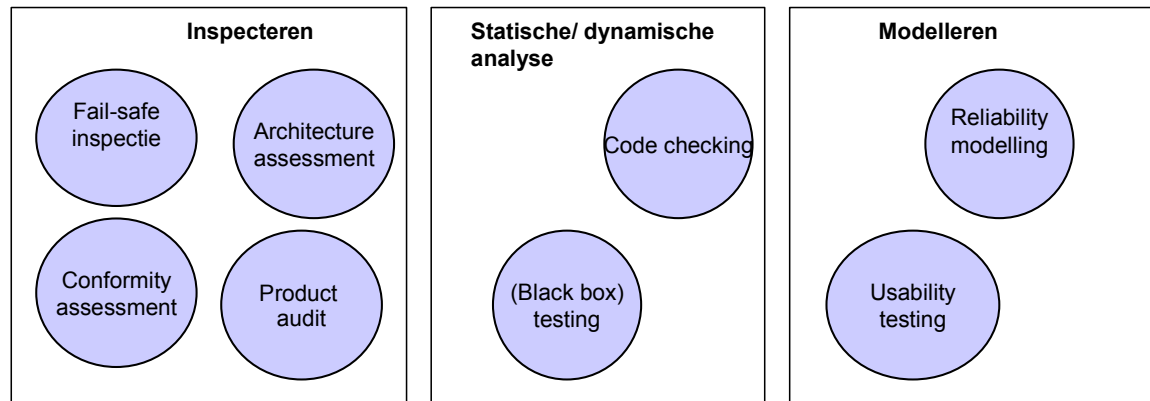 Inspecteren
Fail-safe
inspectie
Architecture
assessment
Conformity
assessment
Product
audit
Statische/ dynamische
analyse
Code checking
(Black box)
testing
Modelleren
Reliability
modelling
Usability
testing